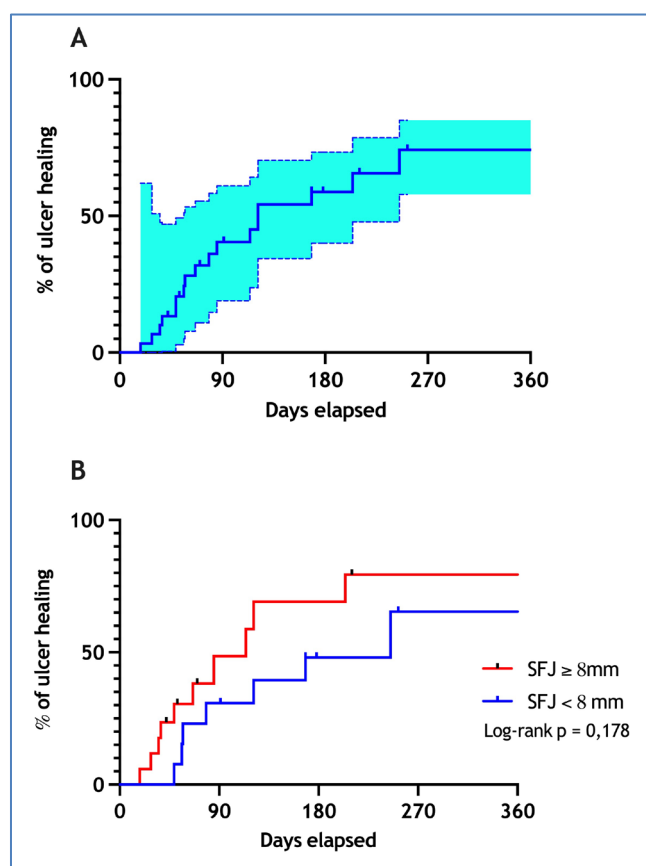 A
100
50
0
% of ulcer healing
0 90 180 270 360
Days elapsed
B
100
50
0
% of ulcer healing
SFJ ≥ 8mm
SFJ < 8 mm
Log-rank p = 0,178
0 90 180 270 360
Days elapsed